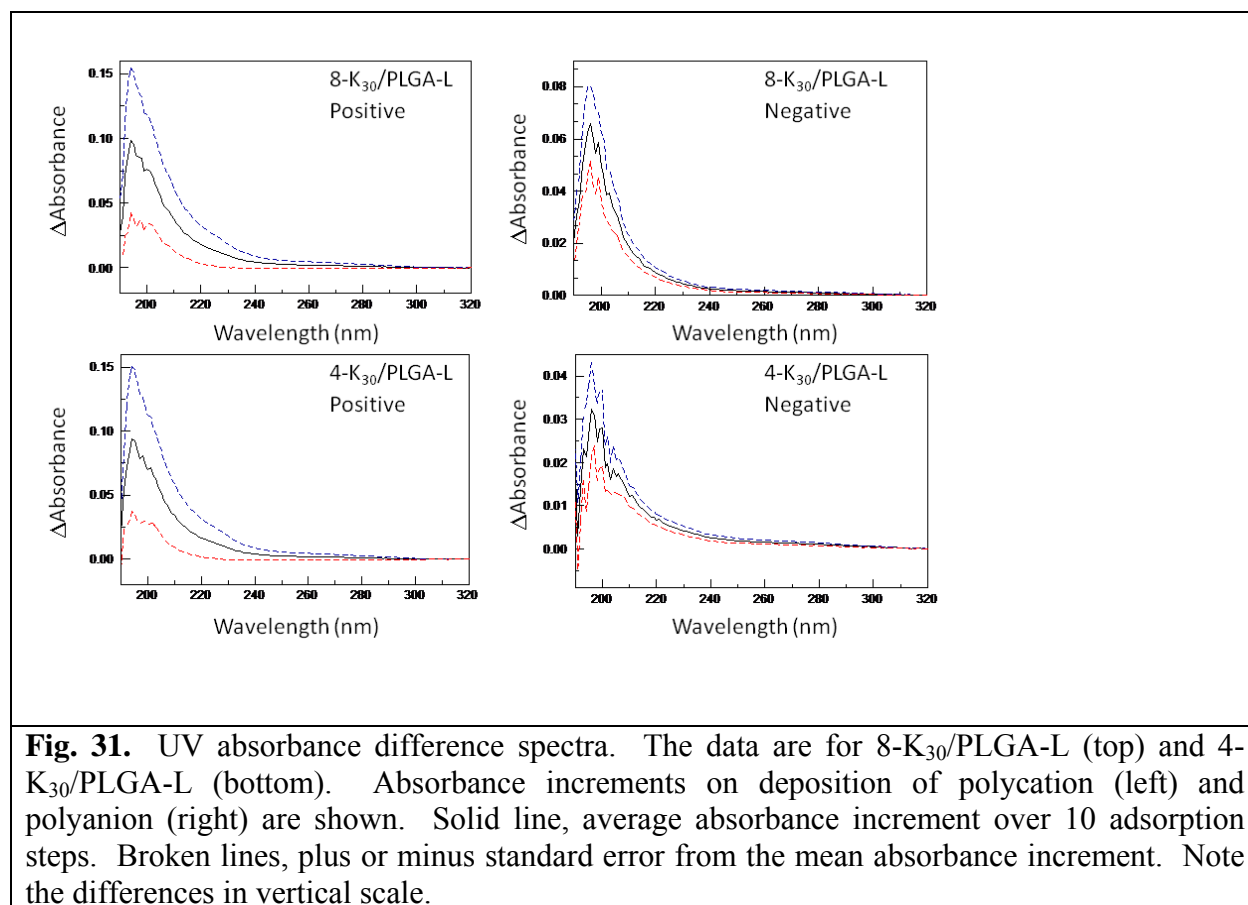 8-K30/PLGA-L
Positive
0.15
0.10
0.05
0.00
ΔAbsorbance
200 220 240 260 280 300 320
Wavelength (nm)
8-K30/PLGA-L
Negative
0.08
0.06
0.04
0.02
0.00
ΔAbsorbance
200 220 240 260 280 300 320
Wavelength (nm)
4-K30/PLGA-L
Positive
0.15
0.10
0.05
0.00
ΔAbsorbance
200 220 240 260 280 300 320
Wavelength (nm)
4-K30/PLGA-L
Negative
0.04
0.03
0.02
0.01
0.00
ΔAbsorbance
200 220 240 260 280 300 320
Wavelength (nm)
Fig. 31. UV absorbance difference spectra. The data are for 8-K30/PLGA-L (top) and 4-
K30/PLGA-L (bottom). Absorbance increments on deposition of polycation (left) and
polyanion (right) are shown. Solid line, average absorbance increment over 10 adsorption
steps. Broken lines, plus or minus standard error from the mean absorbance increment. Note
the differences in vertical scale.